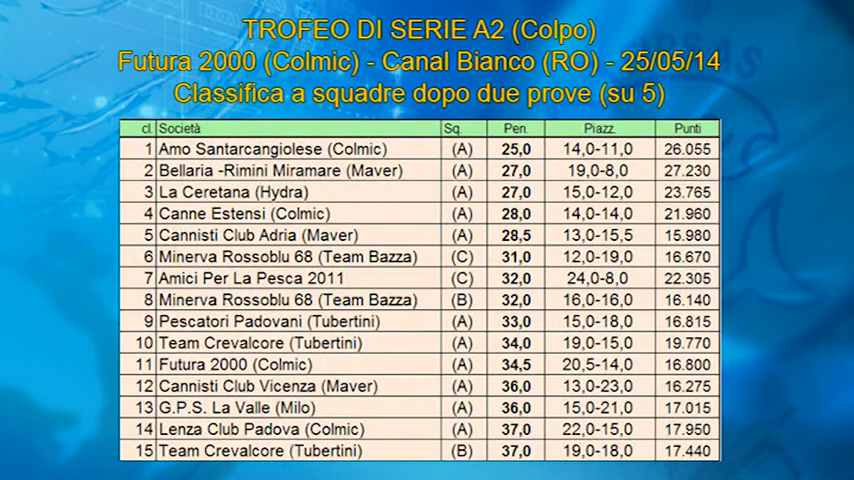 TROFEO DI SERIE A2 (Colpo)
Futura 2000 (Colmic) - Canal Bianco (RO) - 25/05/14
Classifica a squadre dopo due prove (su 5)
cl. Società Sq. Pen. Piazz. Punti
1 Amo Santarcangiolese (Colmic) (A) 25,0 14,0-11,0 26.055
2 Bellaria -Rimini Miramare (Maver) (A) 27,0 19,0-8,0 27.230
3 La Ceretana (Hydra) (A) 27,0 15,0-12,0 23.765
4 Canne Estensi (Colmic) (A) 28,0 14,0-14,0 21.960
5 Cannisti Club Adria (Maver) (A) 28,5 13,0-15,5 15.980
6 Minerva Rossoblu 68 (Team Bazza) (C) 31,0 12,0-19,0 16.670
7 Amici Per La Pesca 2011 (C) 32,0 24,0-8,0 22.305
8 Minerva Rossoblu 68 (Team Bazza) (B) 32,0 16,0-16,0 16.140
9 Pescatori Padovani (Tubertini) (A) 33,0 15,0-18,0 16.815
10 Team Crevalcore (Tubertini) (A) 34,0 19,0-15,0 19.770
11 Futura 2000 (Colmic) (A) 34,5 20,5-14,0 16.800
12 Cannisti Club Vicenza (Maver) (A) 36,0 13,0-23,0 16.275
13 G.P.S. La Valle (Milo) (A) 36,0 15,0-21,0 17.015
14 Lenza Club Padova (Colmic) (A) 37,0 22,0-15,0 17.950
15 Team Crevalcore (Tubertini) (B) 37,0 19,0-18,0 17.440